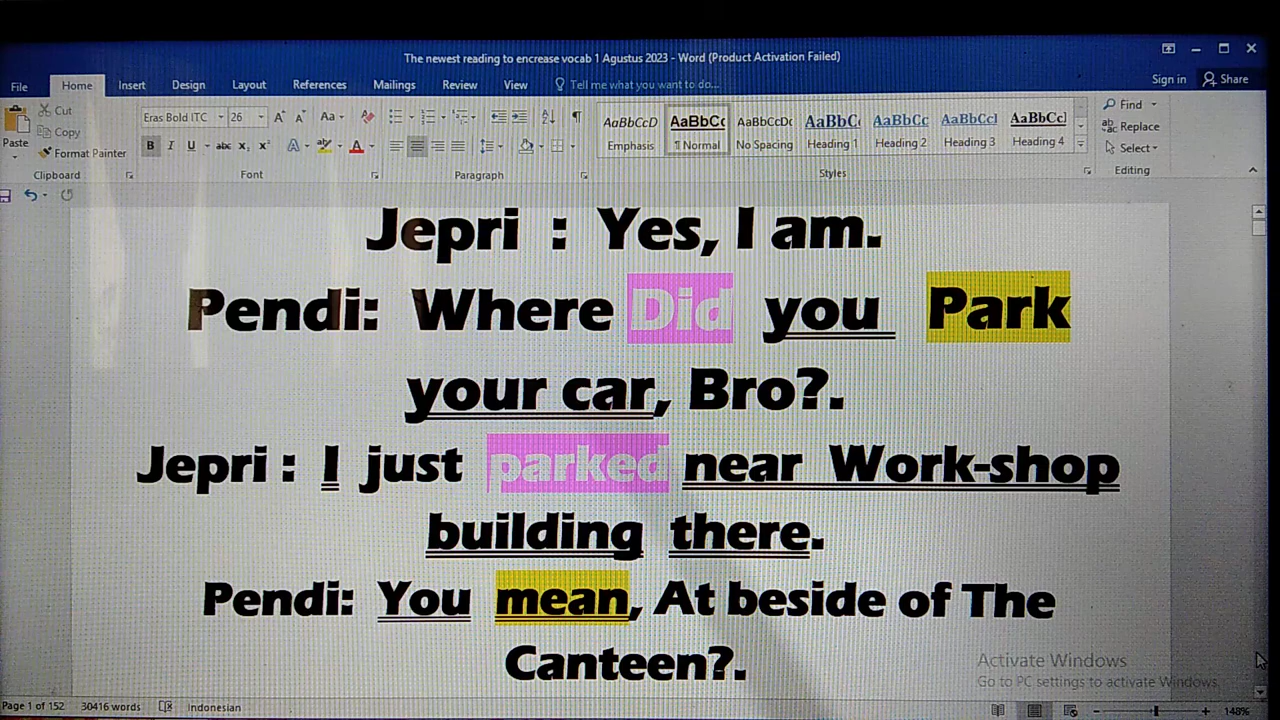 The newest reading to encrease vocab 1 Agustus 2023 - Word (Product Activation Failed)
File Home Insert Design Layout References Mailings Review View Tell me what you want to do... Sign in Share
Cut
Copy
Format Painter
Paste
Clipboard
Eras Bold ITC 26
Font
Paragraph
AaBbCcD Emphasis
AaBbCc ¶ Normal
AaBbCcDc No Spacing
AaBbC Heading 1
AaBbCc Heading 2
AaBbCcI Heading 3
AaBbCcl Heading 4
Styles
Find
Replace
Select
Editing
Jepri : Yes, I am.
Pendi: Where Did you Park
your car, Bro?.
Jepri : I just parked near Work-shop
building there.
Pendi: You mean, At beside of The
Canteen?.
Activate Windows
Go to PC settings to activate Windows.
Page 1 of 152 30416 words Indonesian 148%